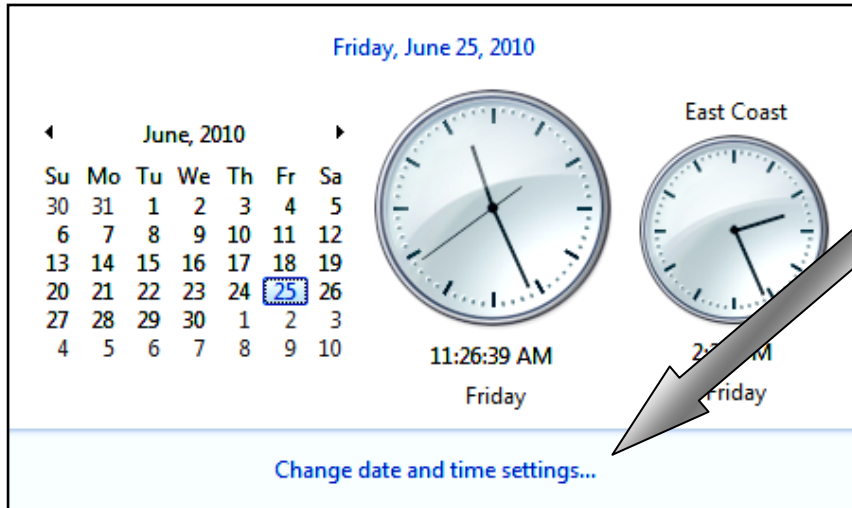 Friday, June 25, 2010
June, 2010
Su Mo Tu We Th Fr Sa
30 31 1 2 3 4 5
6 7 8 9 10 11 12
13 14 15 16 17 18 19
20 21 22 23 24 25 26
27 28 29 30 1 2 3
4 5 6 7 8 9 10
11:26:39 AM
Friday
East Coast
Friday
Change date and time settings...